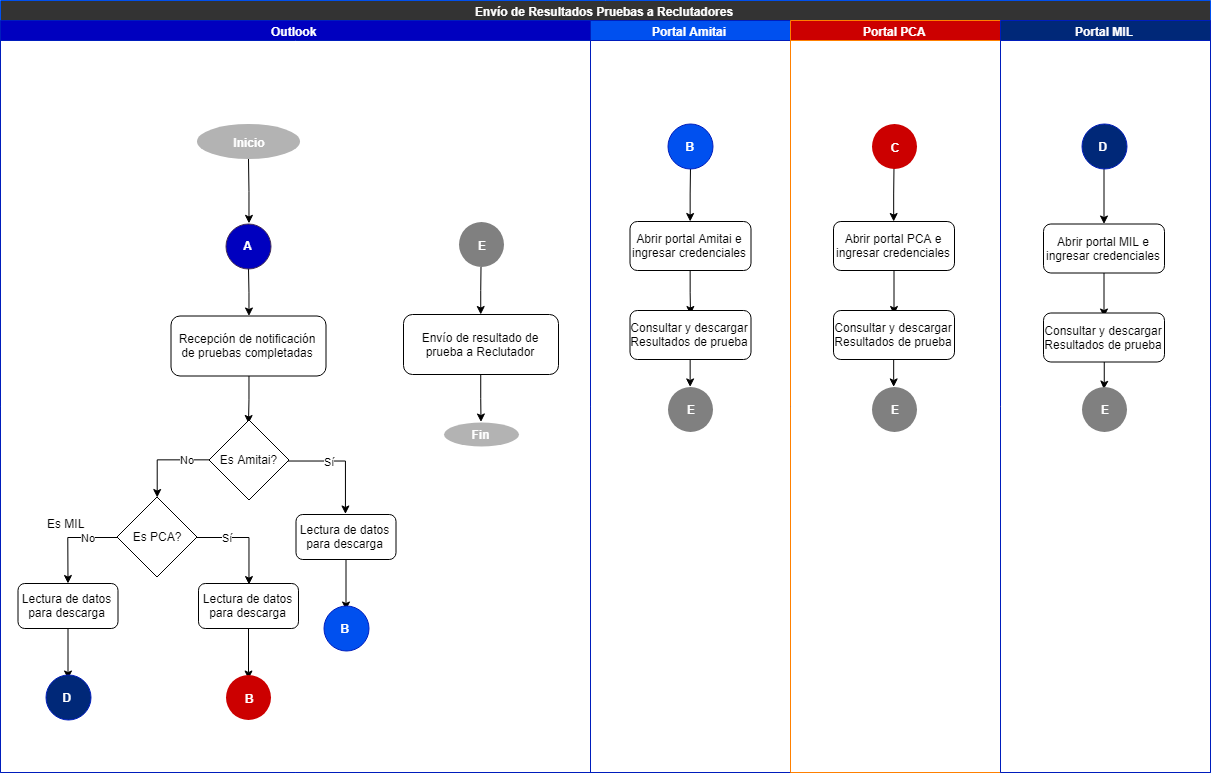 Envío de Resultados Pruebas a Reclutadores
Outlook
Portal Amitai
Portal PCA
Portal MIL
Inicio
A
Recepción de notificación
de pruebas completadas
Es Amitai?
No
Sí
Es PCA?
Es MIL
No
Sí
Lectura de datos
para descarga
B
Lectura de datos
para descarga
D
Lectura de datos
para descarga
B
E
Envío de resultado de
prueba a Reclutador
Fin
B
Abrir portal Amitai e
ingresar credenciales
Consultar y descargar
Resultados de prueba
E
C
Abrir portal PCA e
ingresar credenciales
Consultar y descargar
Resultados de prueba
E
D
Abrir portal MIL e
ingresar credenciales
Consultar y descargar
Resultados de prueba
E